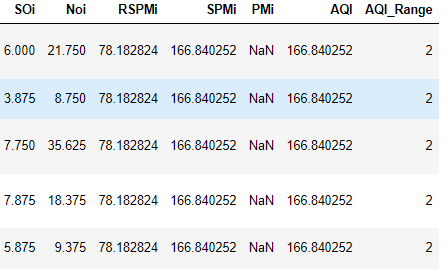 SOi Noi RSPMi SPMi PMi AQI AQI_Range
6.000 21.750 78.182824 166.840252 NaN 166.840252 2
3.875 8.750 78.182824 166.840252 NaN 166.840252 2
7.750 35.625 78.182824 166.840252 NaN 166.840252 2
7.875 18.375 78.182824 166.840252 NaN 166.840252 2
5.875 9.375 78.182824 166.840252 NaN 166.840252 2